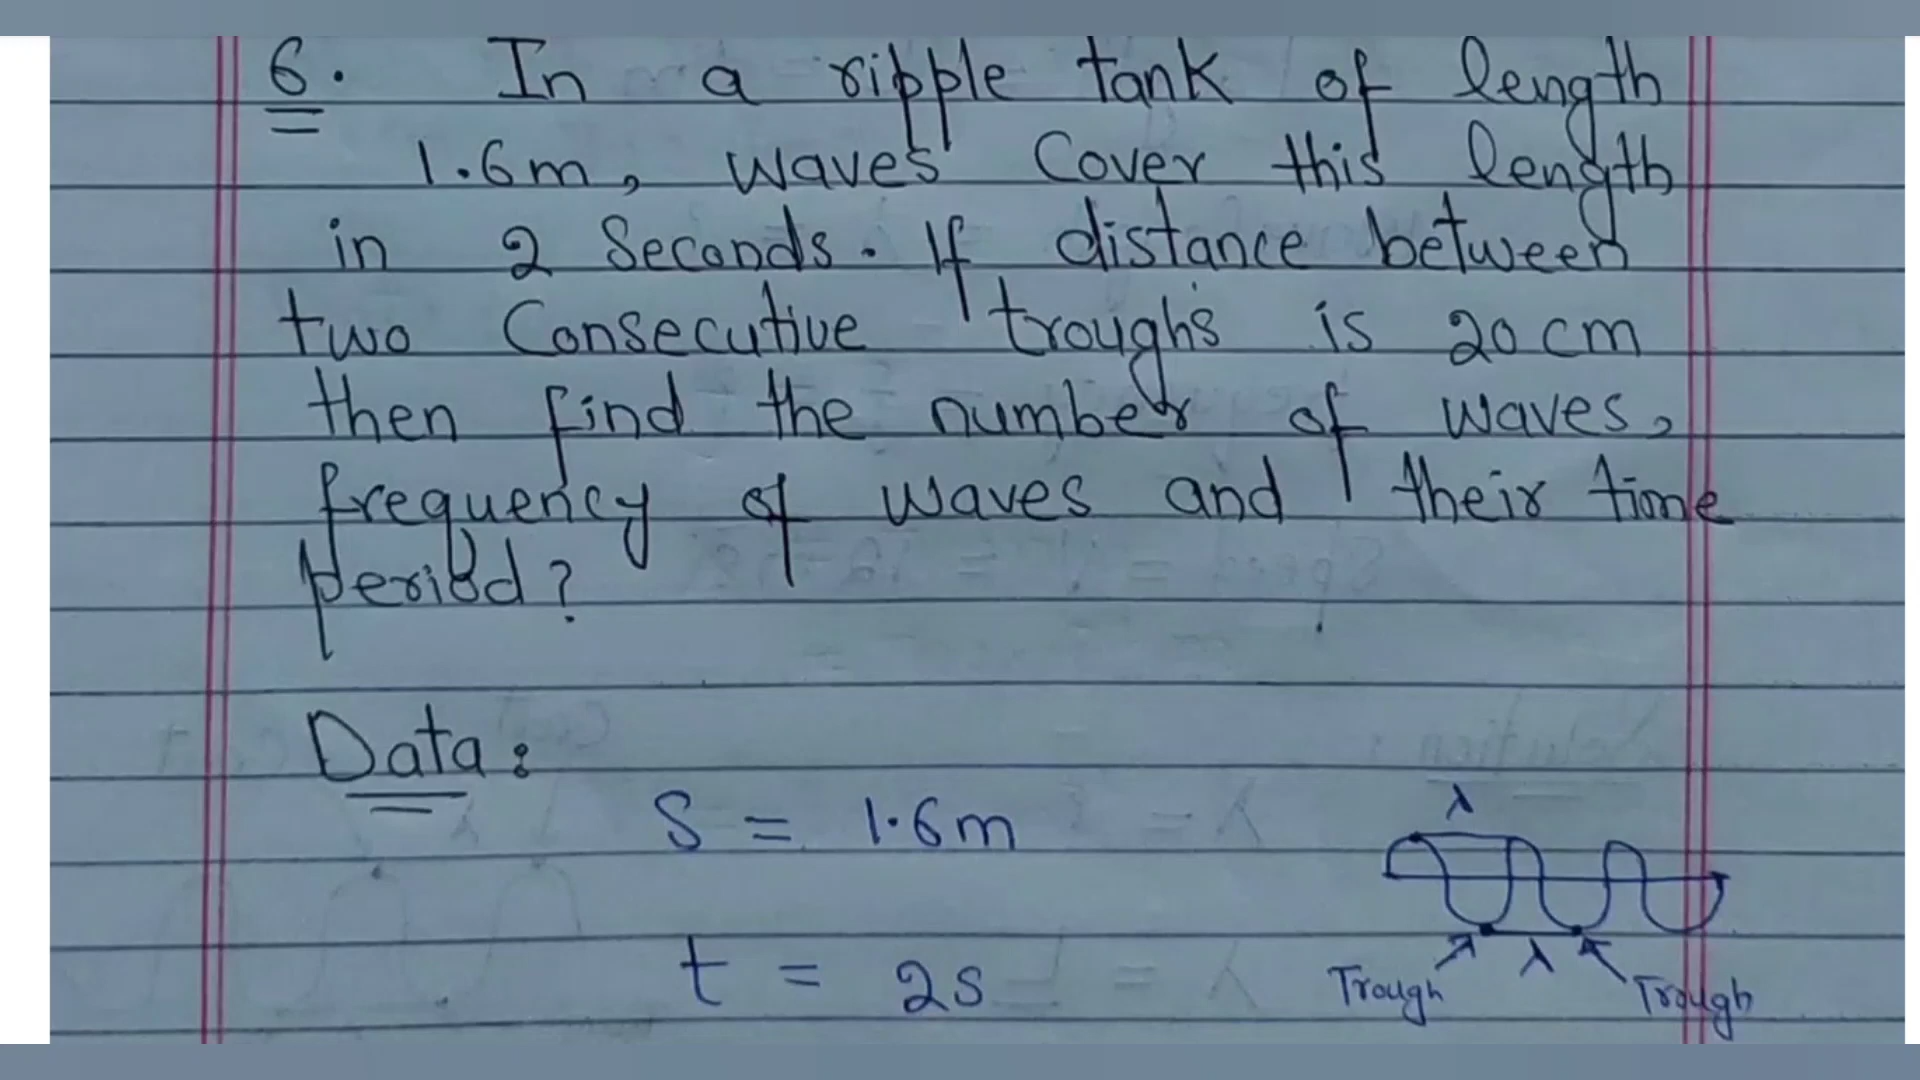 6. In a ripple tank of length
1.6m, waves Cover this length
in 2 Seconds. If distance between
two Consecutive troughs is 20 cm
then find the number of waves,
frequency of waves and their time
period?
Data:
S = 1.6m
λ
t = 2s
λ
Trough
Trough